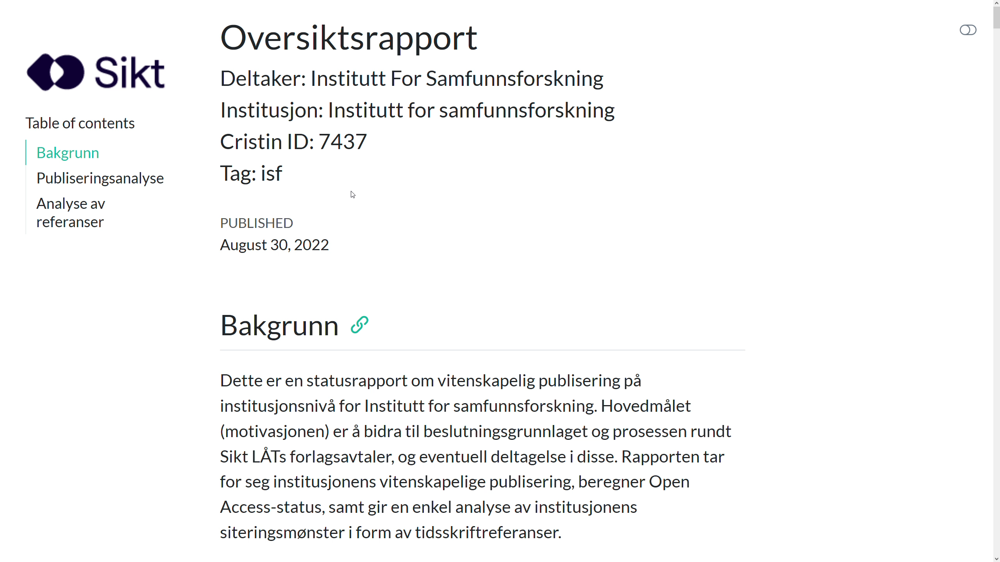 Sikt
Table of contents
Bakgrunn
Publiseringsanalyse
Analyse av
referanser
Oversiktsrapport
Deltaker: Institutt For Samfunnsforskning
Institusjon: Institutt for samfunnsforskning
Cristin ID: 7437
Tag: isf
PUBLISHED
August 30, 2022
Bakgrunn
Dette er en statusrapport om vitenskapelig publisering på
institusjonsnivå for Institutt for samfunnsforskning. Hovedmålet
(motivasjonen) er å bidra til beslutningsgrunnlaget og prosessen rundt
Sikt LÅTs forlagsavtaler, og eventuell deltagelse i disse. Rapporten tar
for seg institusjonens vitenskapelige publisering, beregner Open
Access-status, samt gir en enkel analyse av institusjonens
siteringsmønster i form av tidsskriftreferanser.